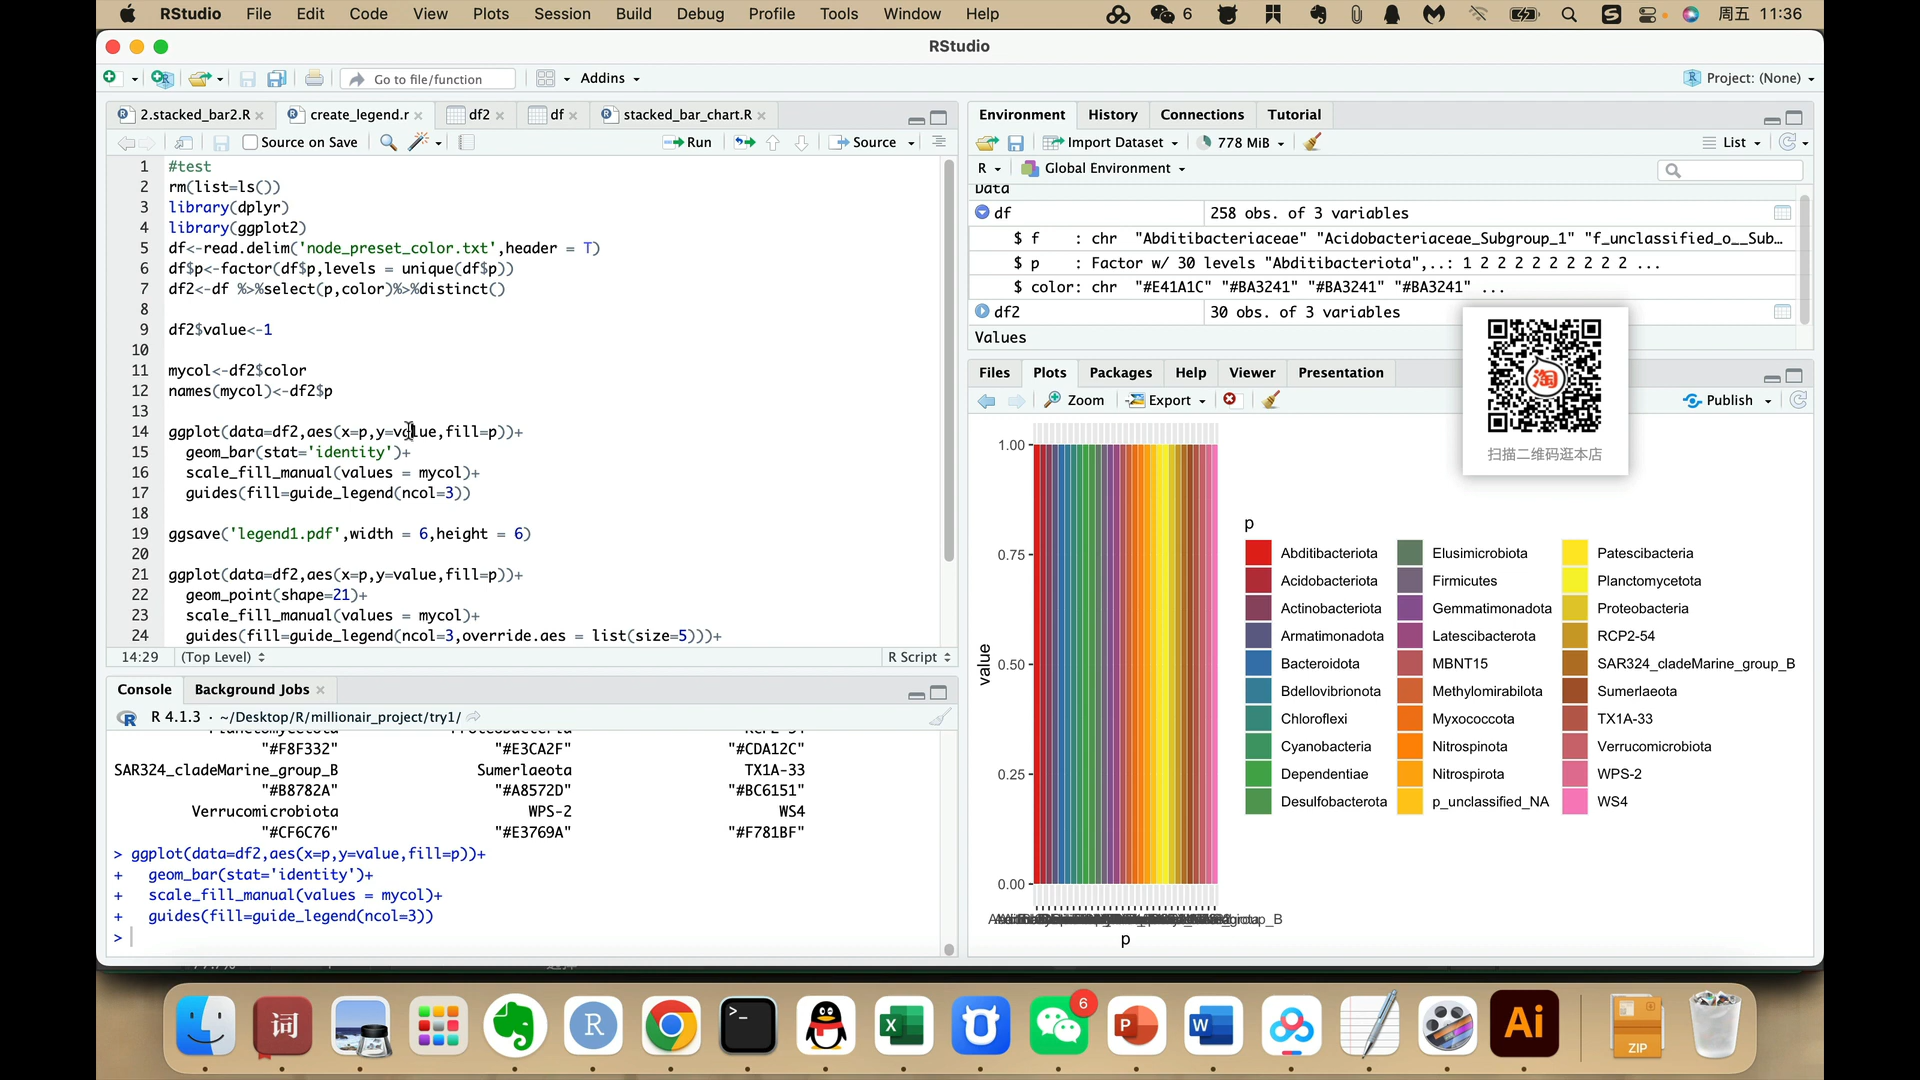 RStudio File Edit Code View Plots Session Build Debug Profile Tools Window Help 6 周五 11:36
RStudio
Go to file/function Addins Project: (None)
2.stacked_bar2.R create_legend.r df2 df stacked_bar_chart.R
Source on Save Run Source
1 #test
2 rm(list=ls())
3 library(dplyr)
4 library(ggplot2)
5 df<-read.delim('node_preset_color.txt',header = T)
6 df$p<-factor(df$p,levels = unique(df$p))
7 df2<-df %>%select(p,color)%>%distinct()
8
9 df2$value<-1
10
11 mycol<-df2$color
12 names(mycol)<-df2$p
13
14 ggplot(data=df2,aes(x=p,y=value,fill=p))+
15 geom_bar(stat='identity')+
16 scale_fill_manual(values = mycol)+
17 guides(fill=guide_legend(ncol=3))
18
19 ggsave('legend1.pdf',width = 6,height = 6)
20
21 ggplot(data=df2,aes(x=p,y=value,fill=p))+
22 geom_point(shape=21)+
23 scale_fill_manual(values = mycol)+
24 guides(fill=guide_legend(ncol=3,override.aes = list(size=5)))+
14:29 (Top Level) R Script
Console Background Jobs
R 4.1.3 · ~/Desktop/R/millionair_project/try1/
"#F8F332" "#E3CA2F" "#CDA12C"
SAR324_cladeMarine_group_B Sumerlaeota TX1A-33
"#B8782A" "#A8572D" "#BC6151"
Verrucomicrobiota WPS-2 WS4
"#CF6C76" "#E3769A" "#F781BF"
> ggplot(data=df2,aes(x=p,y=value,fill=p))+
+ geom_bar(stat='identity')+
+ scale_fill_manual(values = mycol)+
+ guides(fill=guide_legend(ncol=3))
>
Environment History Connections Tutorial
Import Dataset 778 MiB List
R Global Environment
Data
df 258 obs. of 3 variables
$ f : chr "Abditibacteriaceae" "Acidobacteriaceae_Subgroup_1" "f_unclassified_o__Sub…
$ p : Factor w/ 30 levels "Abditibacteriota",..: 1 2 2 2 2 2 2 2 2 2 ...
$ color: chr "#E41A1C" "#BA3241" "#BA3241" "#BA3241" ...
df2 30 obs. of 3 variables
Values
Files Plots Packages Help Viewer Presentation
Zoom Export Publish
淘
扫描二维码逛本店
1.00
0.75
0.50
0.25
0.00
value
p
p
Abditibacteriota Elusimicrobiota Patescibacteria
Acidobacteriota Firmicutes Planctomycetota
Actinobacteriota Gemmatimonadota Proteobacteria
Armatimonadota Latescibacterota RCP2-54
Bacteroidota MBNT15 SAR324_cladeMarine_group_B
Bdellovibrionota Methylomirabilota Sumerlaeota
Chloroflexi Myxococcota TX1A-33
Cyanobacteria Nitrospinota Verrucomicrobiota
Dependentiae Nitrospirota WPS-2
Desulfobacterota p_unclassified_NA WS4
词 R X 6 P W Ai ZIP